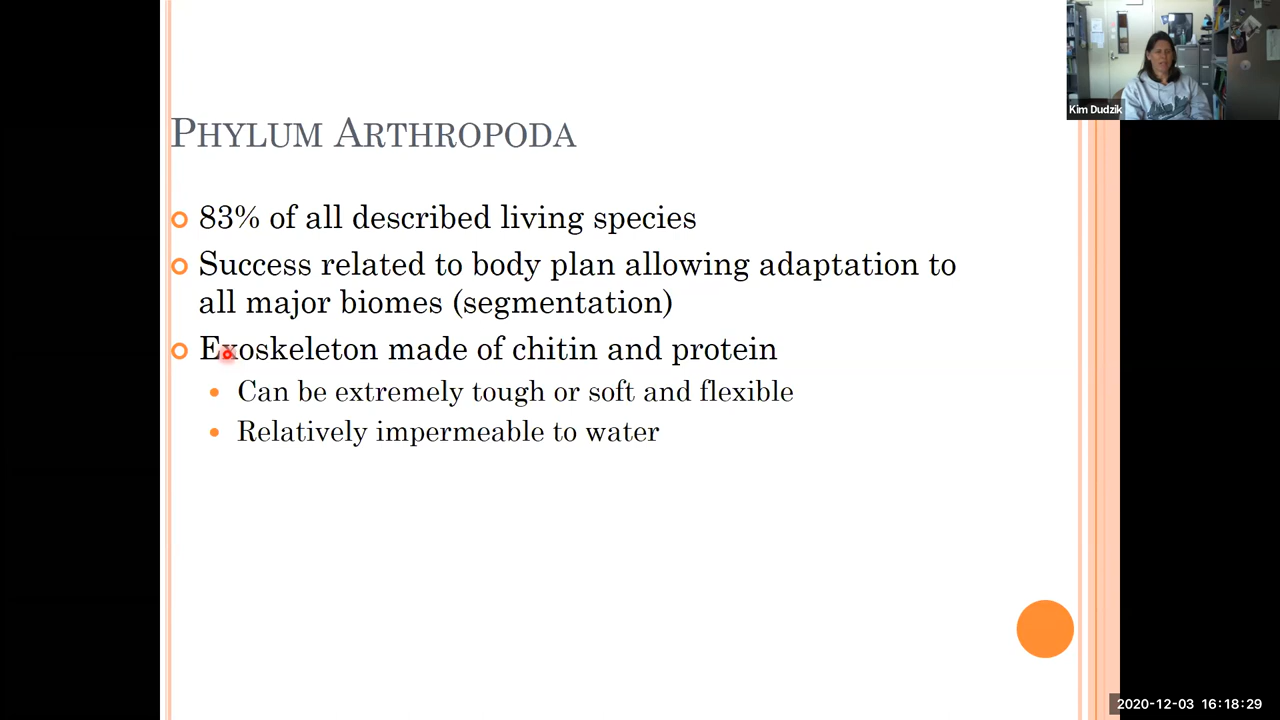 Kim Dudzik
PHYLUM ARTHROPODA
83% of all described living species
Success related to body plan allowing adaptation to
all major biomes (segmentation)
Exoskeleton made of chitin and protein
Can be extremely tough or soft and flexible
Relatively impermeable to water
2020-12-03 16:18:29